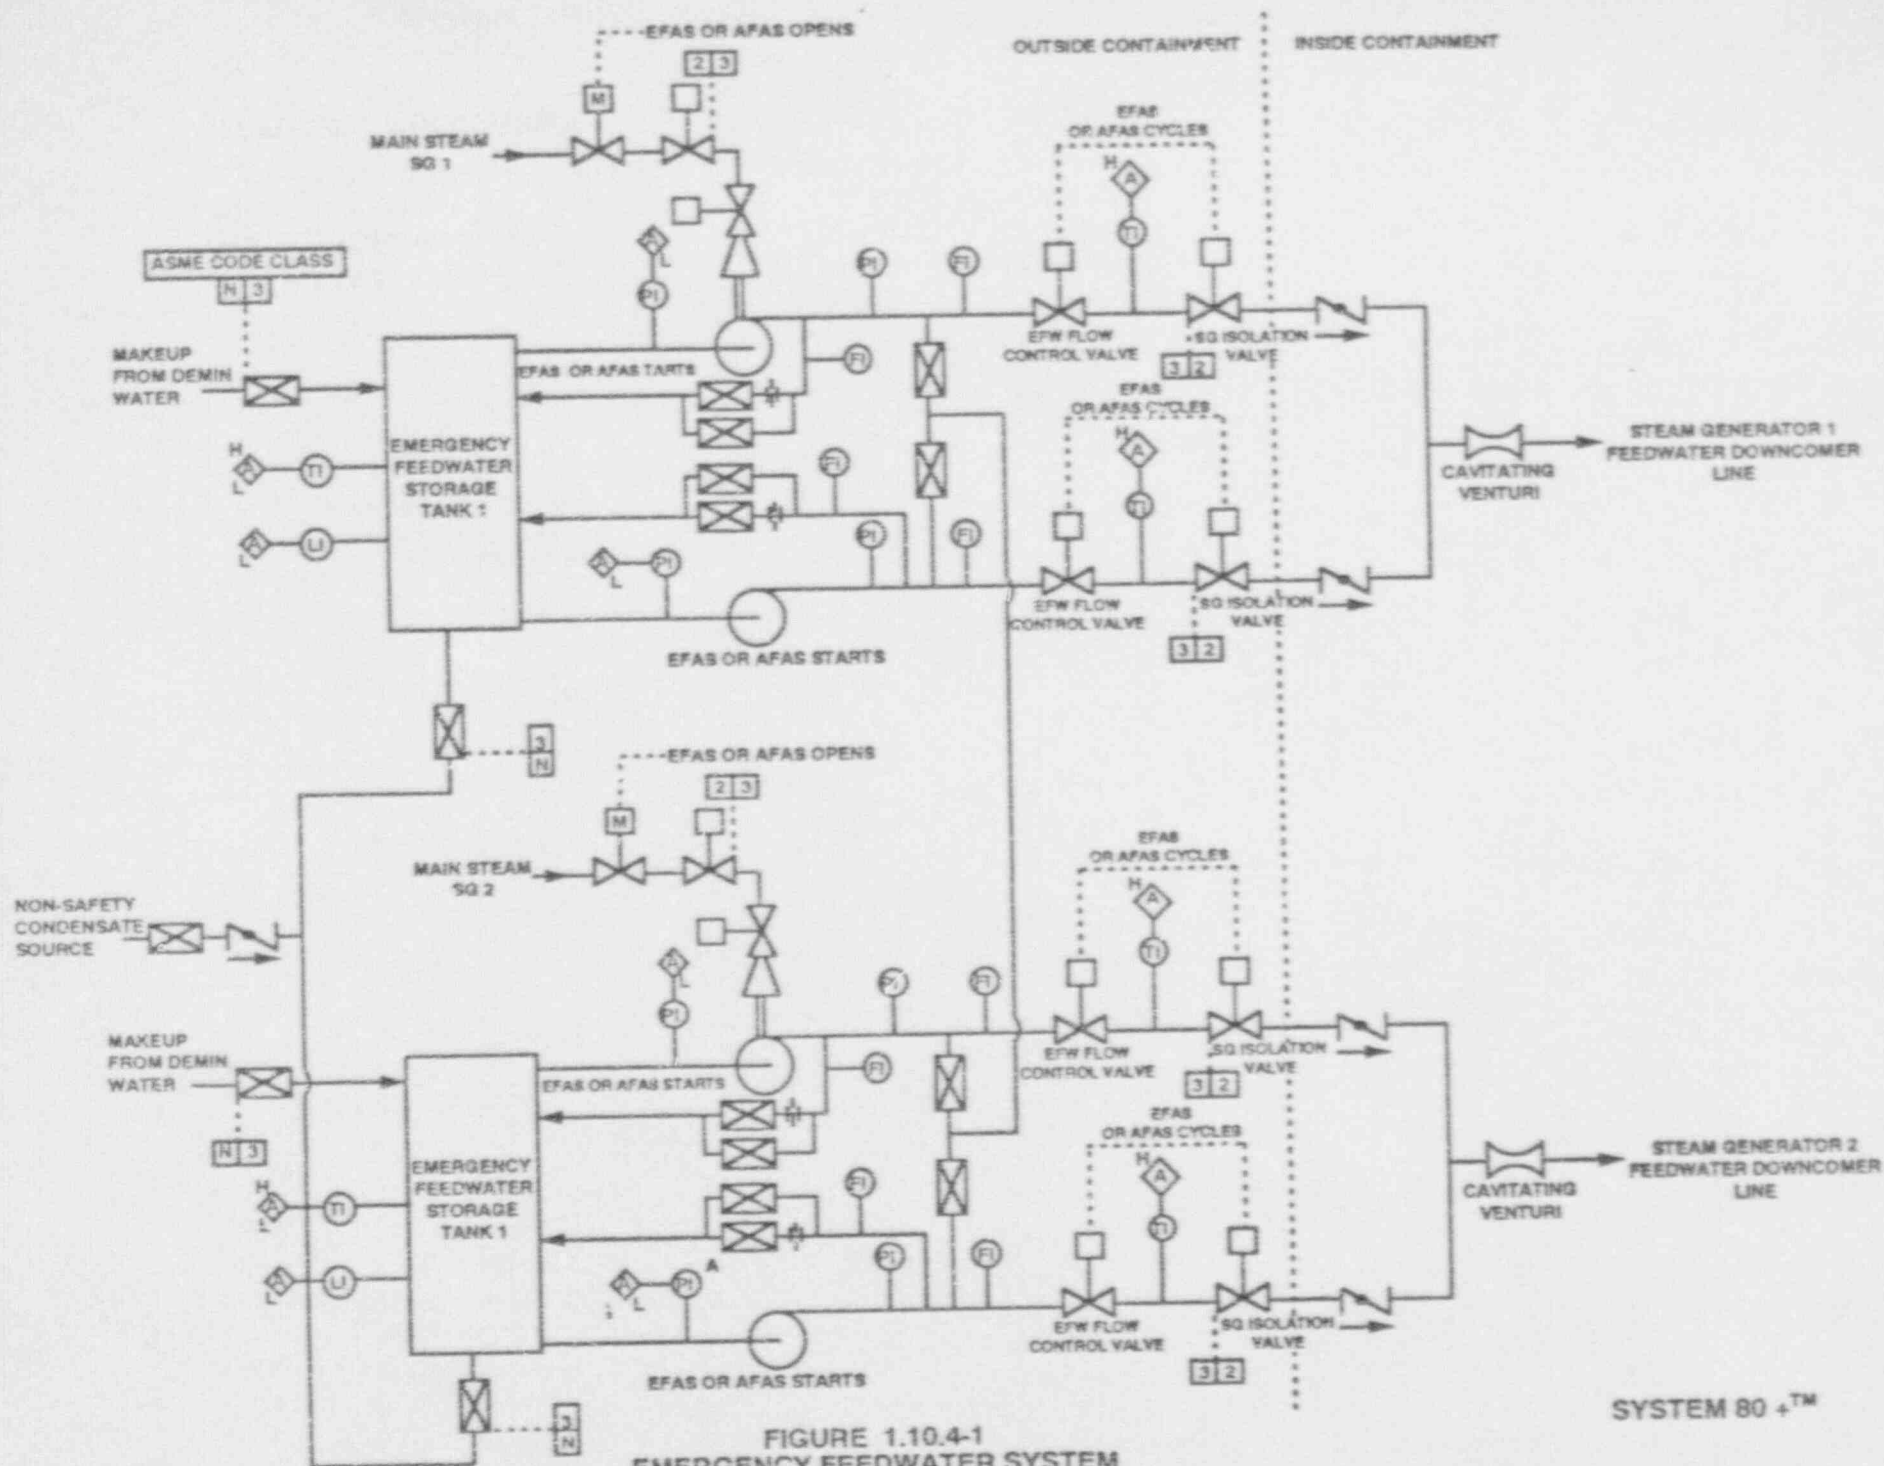 EFAS OR AFAS OPENS
2 3
M
OUTSIDE CONTAINMENT
INSIDE CONTAINMENT
MAIN STEAM
SG 1
EFAS
OR AFAS CYCLES
H
A
TI
ASME CODE CLASS
N 3
A
L
PI
PI
FI
MAKEUP
FROM DEMIN
WATER
EFAS OR AFAS TARTS
FI
EFW FLOW
CONTROL VALVE
SG ISOLATION
VALVE
3 2
EMERGENCY
FEEDWATER
STORAGE
TANK 1
H
A
L
TI
A
L
LI
FI
PI
FI
EFAS
OR AFAS CYCLES
H
A
TI
CAVITATING
VENTURI
STEAM GENERATOR 1
FEEDWATER DOWNCOMER
LINE
A
L
PI
EFAS OR AFAS STARTS
EFW FLOW
CONTROL VALVE
SG ISOLATION
VALVE
3 2
3
N
EFAS OR AFAS OPENS
2 3
M
MAIN STEAM
SG 2
NON-SAFETY
CONDENSATE
SOURCE
EFAS
OR AFAS CYCLES
H
A
TI
A
L
PI
PI
FI
MAKEUP
FROM DEMIN
WATER
N 3
EFAS OR AFAS STARTS
FI
EFW FLOW
CONTROL VALVE
SG ISOLATION
VALVE
3 2
EMERGENCY
FEEDWATER
STORAGE
TANK 1
H
A
L
TI
A
L
LI
FI
PI
FI
EFAS
OR AFAS CYCLES
H
A
TI
CAVITATING
VENTURI
STEAM GENERATOR 2
FEEDWATER DOWNCOMER
LINE
A
L
PI
A
EFAS OR AFAS STARTS
EFW FLOW
CONTROL VALVE
SG ISOLATION
VALVE
3 2
3
N
SYSTEM 80 +™
FIGURE 1.10.4-1
EMERGENCY FEEDWATER SYSTEM